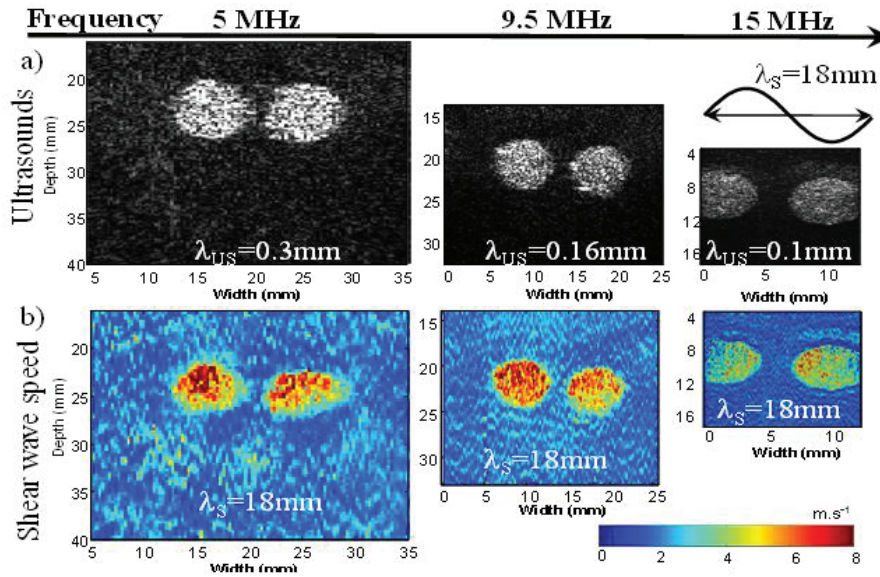 Frequency 5 MHz 9.5 MHz 15 MHz
a)
λS=18mm
Ultrasounds
Depth (mm)
20
25
30
35
40
λUS=0.3mm
5 10 15 20 25 30 35
Width (mm)
15
20
25
30
λUS=0.16mm
0 5 10 15 20 25
Width (mm)
4
8
12
16
λUS=0.1mm
0 5 10
Width (mm)
b)
Shear wave speed
Depth (mm)
20
25
30
35
40
λS=18mm
5 10 15 20 25 30 35
Width (mm)
15
20
25
30
λS=18mm
0 5 10 15 20 25
Width (mm)
4
8
12
16
λS=18mm
0 5 10
Width (mm)
m.s⁻¹
0 2 4 6 8